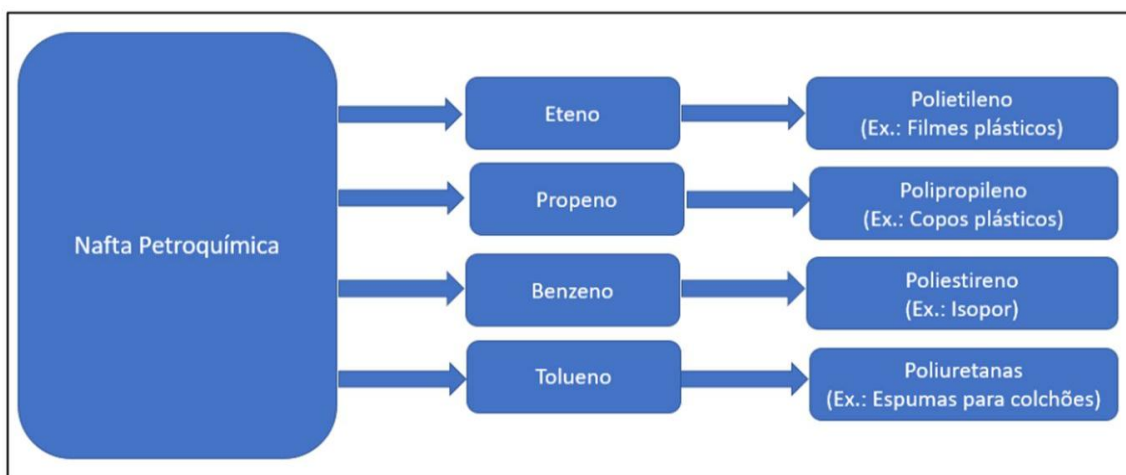 Nafta Petroquímica
Eteno
Polietileno
(Ex.: Filmes plásticos)
Propeno
Polipropileno
(Ex.: Copos plásticos)
Benzeno
Poliestireno
(Ex.: Isopor)
Tolueno
Poliuretanas
(Ex.: Espumas para colchões)